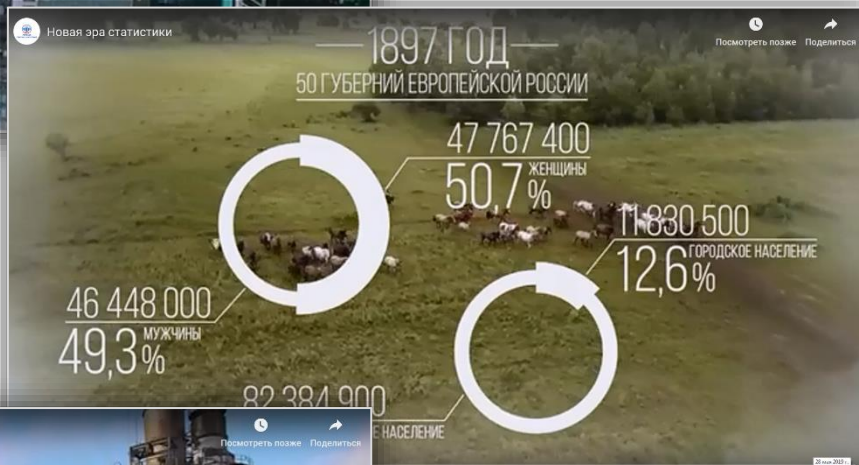 Новая эра статистики
Посмотреть позже
Поделиться
1897 ГОД
50 ГУБЕРНИЙ ЕВРОПЕЙСКОЙ РОССИИ
47 767 400
ЖЕНЩИНЫ
50,7%
11 830 500
ГОРОДСКОЕ НАСЕЛЕНИЕ
12,6%
46 448 000
МУЖЧИНЫ
49,3%
82 384 900
НАСЕЛЕНИЕ
Посмотреть позже
Поделиться